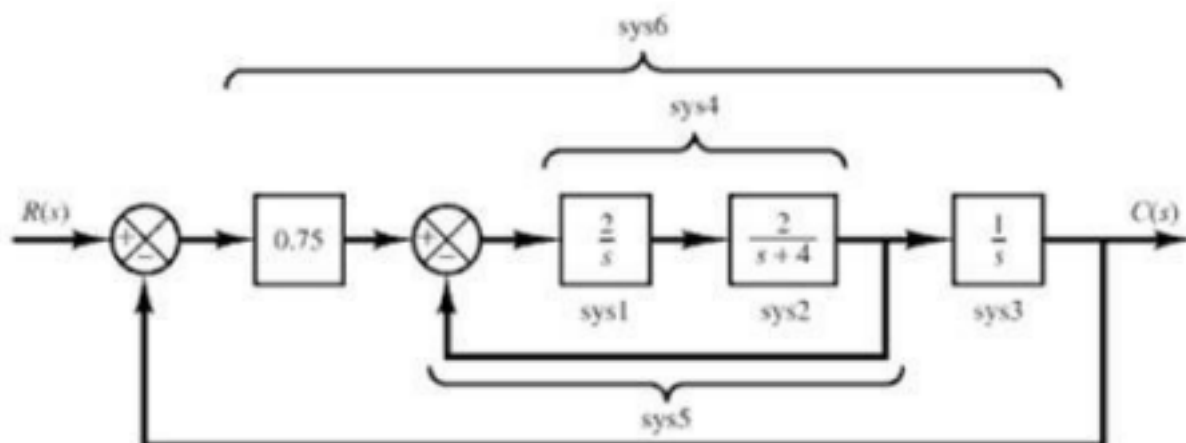 sys6
sys4
R(s)
C(s)
+
−
0.75
+
−
2
s
2
s + 4
1
s
sys1
sys2
sys3
sys5